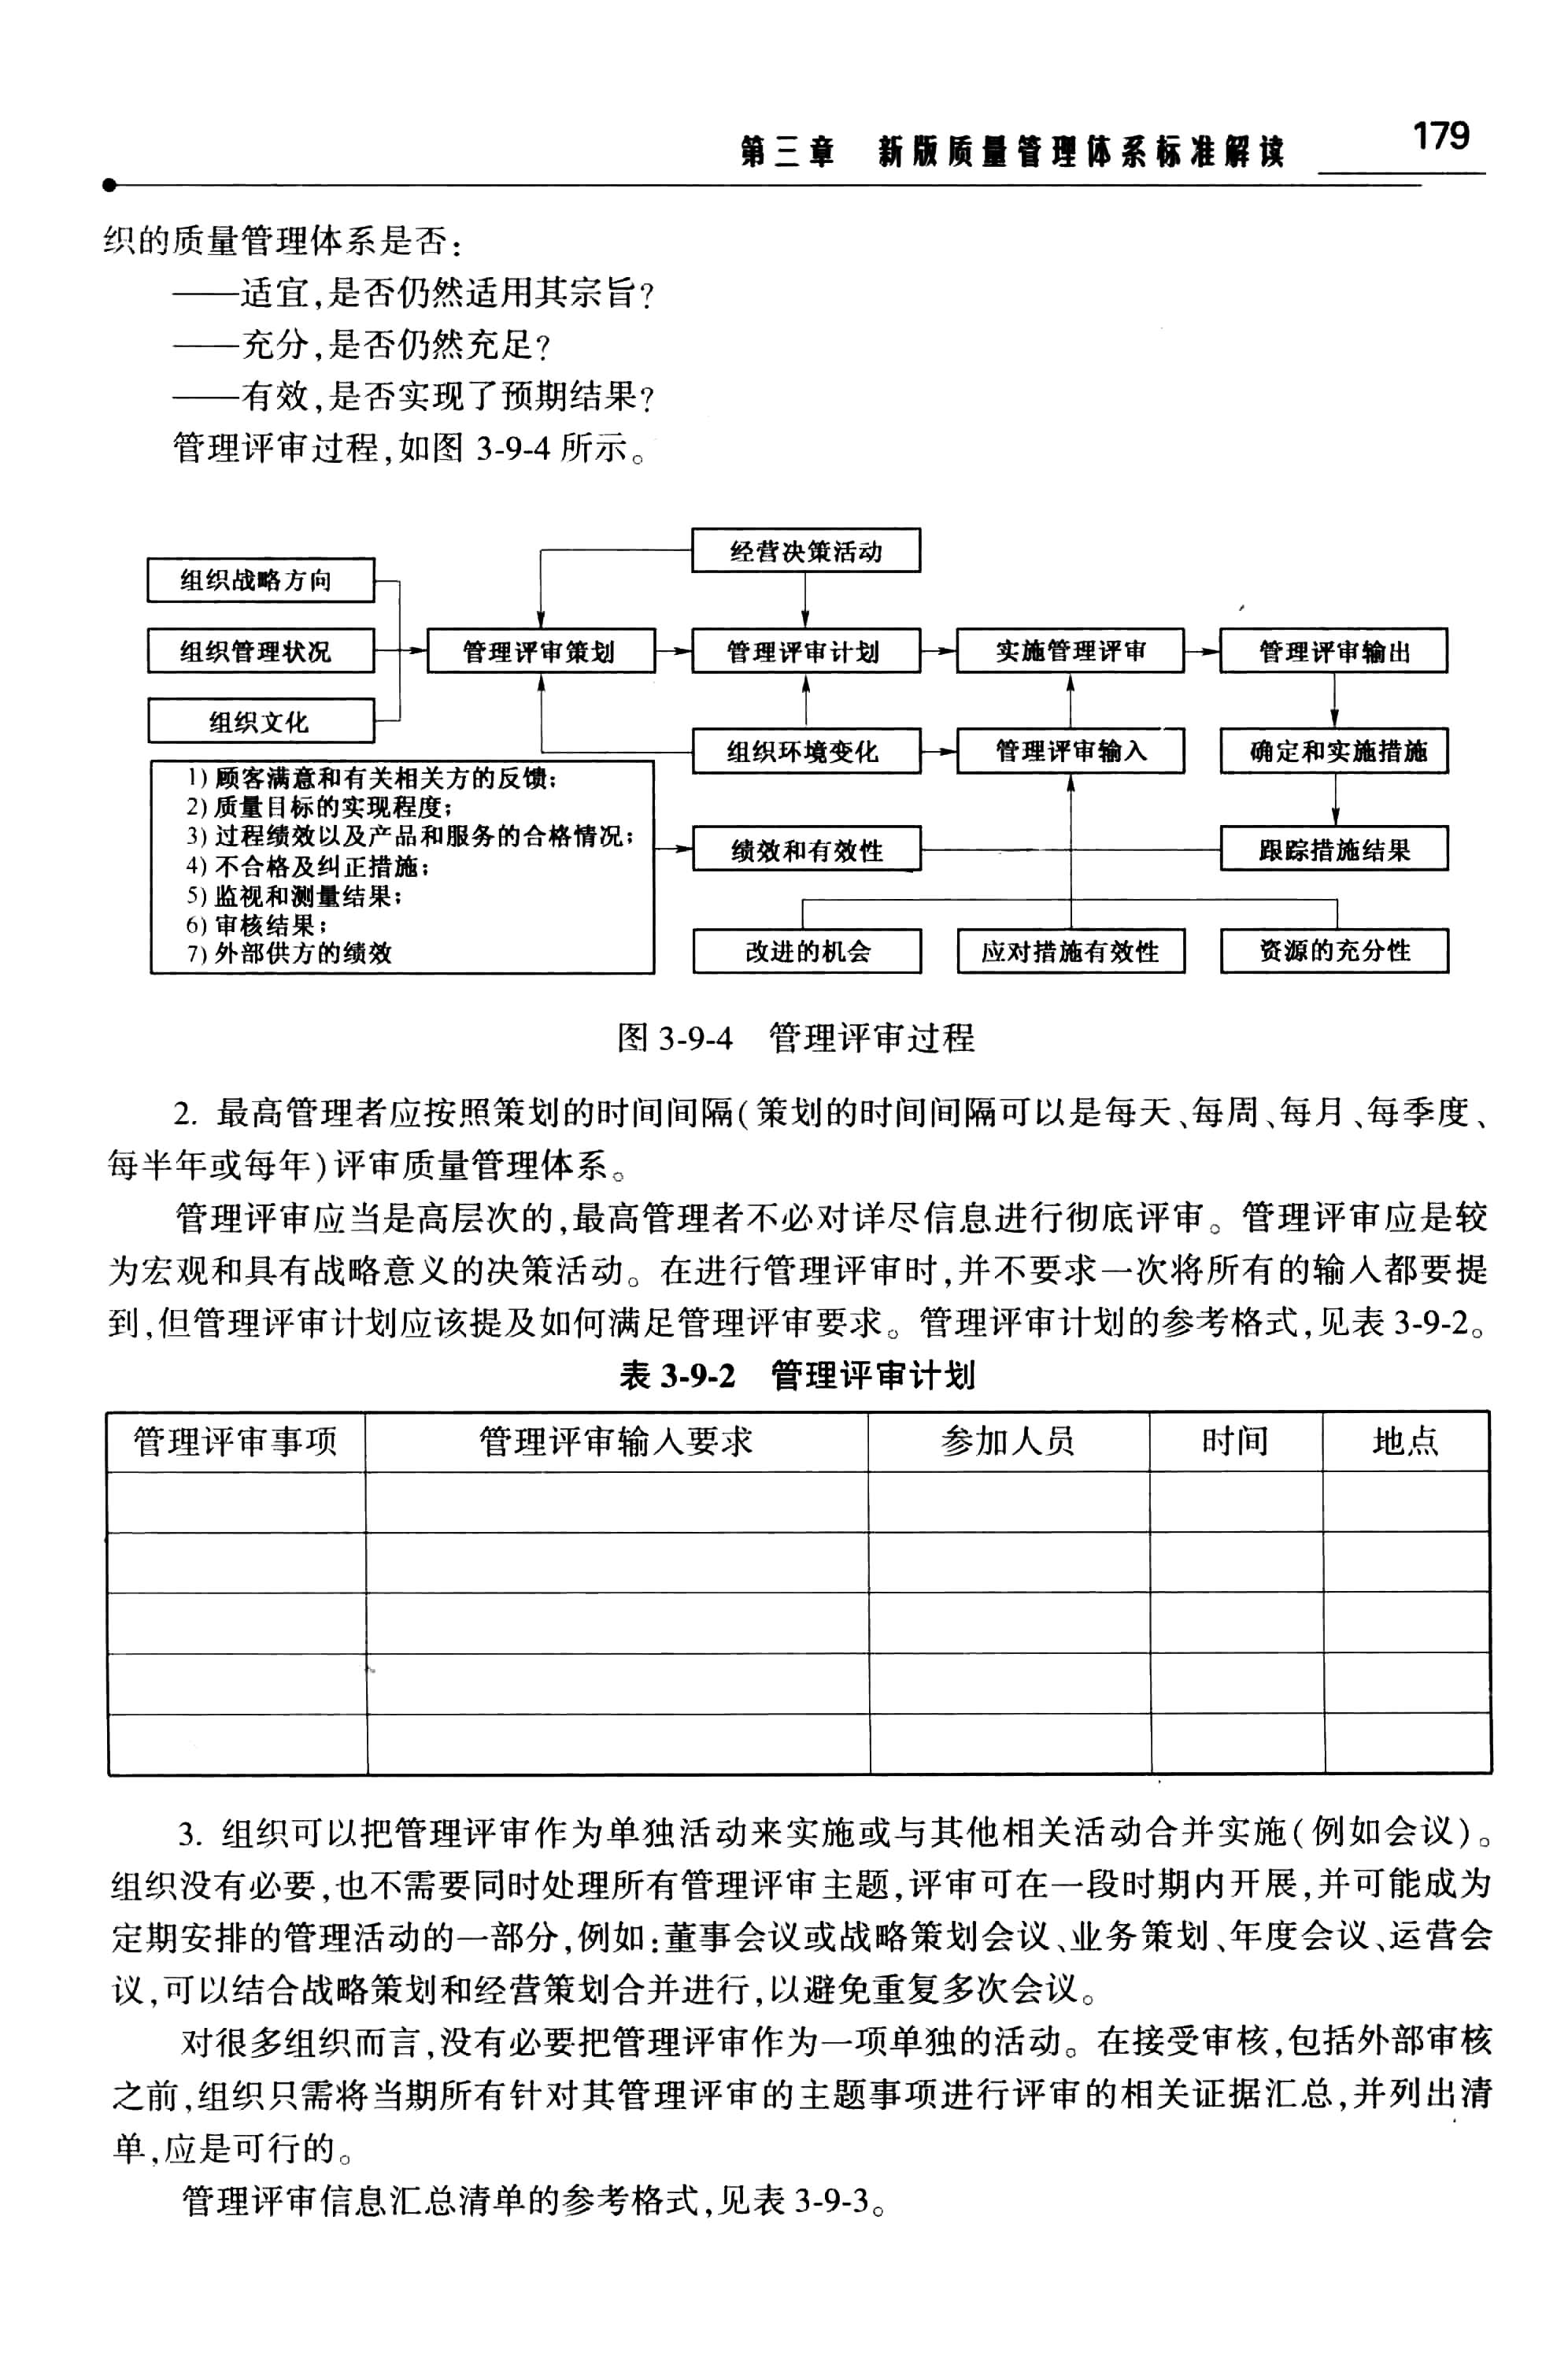 第三章 新版质量管理体系标准解读 179
织的质量管理体系是否：
——适宜，是否仍然适用其宗旨？
——充分，是否仍然充足？
——有效，是否实现了预期结果？
管理评审过程，如图 3-9-4 所示。
经营决策活动
组织战略方向
组织管理状况 管理评审策划 管理评审计划 实施管理评审 管理评审输出
组织文化
组织环境变化 管理评审输入 确定和实施措施
1) 顾客满意和有关相关方的反馈；
2) 质量目标的实现程度；
3) 过程绩效以及产品和服务的合格情况；
4) 不合格及纠正措施；
5) 监视和测量结果；
6) 审核结果；
7) 外部供方的绩效
绩效和有效性 跟踪措施结果
改进的机会 应对措施有效性 资源的充分性
图 3-9-4 管理评审过程
2. 最高管理者应按照策划的时间间隔（策划的时间间隔可以是每天、每周、每月、每季度、
每半年或每年）评审质量管理体系。
管理评审应当是高层次的，最高管理者不必对详尽信息进行彻底评审。管理评审应是较
为宏观和具有战略意义的决策活动。在进行管理评审时，并不要求一次将所有的输入都要提
到，但管理评审计划应该提及如何满足管理评审要求。管理评审计划的参考格式，见表 3-9-2。
表 3-9-2 管理评审计划
管理评审事项 管理评审输入要求 参加人员 时间 地点
3. 组织可以把管理评审作为单独活动来实施或与其他相关活动合并实施（例如会议）。
组织没有必要，也不需要同时处理所有管理评审主题，评审可在一段时期内开展，并可能成为
定期安排的管理活动的一部分，例如：董事会议或战略策划会议、业务策划、年度会议、运营会
议，可以结合战略策划和经营策划合并进行，以避免重复多次会议。
对很多组织而言，没有必要把管理评审作为一项单独的活动。在接受审核，包括外部审核
之前，组织只需将当期所有针对其管理评审的主题事项进行评审的相关证据汇总，并列出清
单，应是可行的。
管理评审信息汇总清单的参考格式，见表 3-9-3。